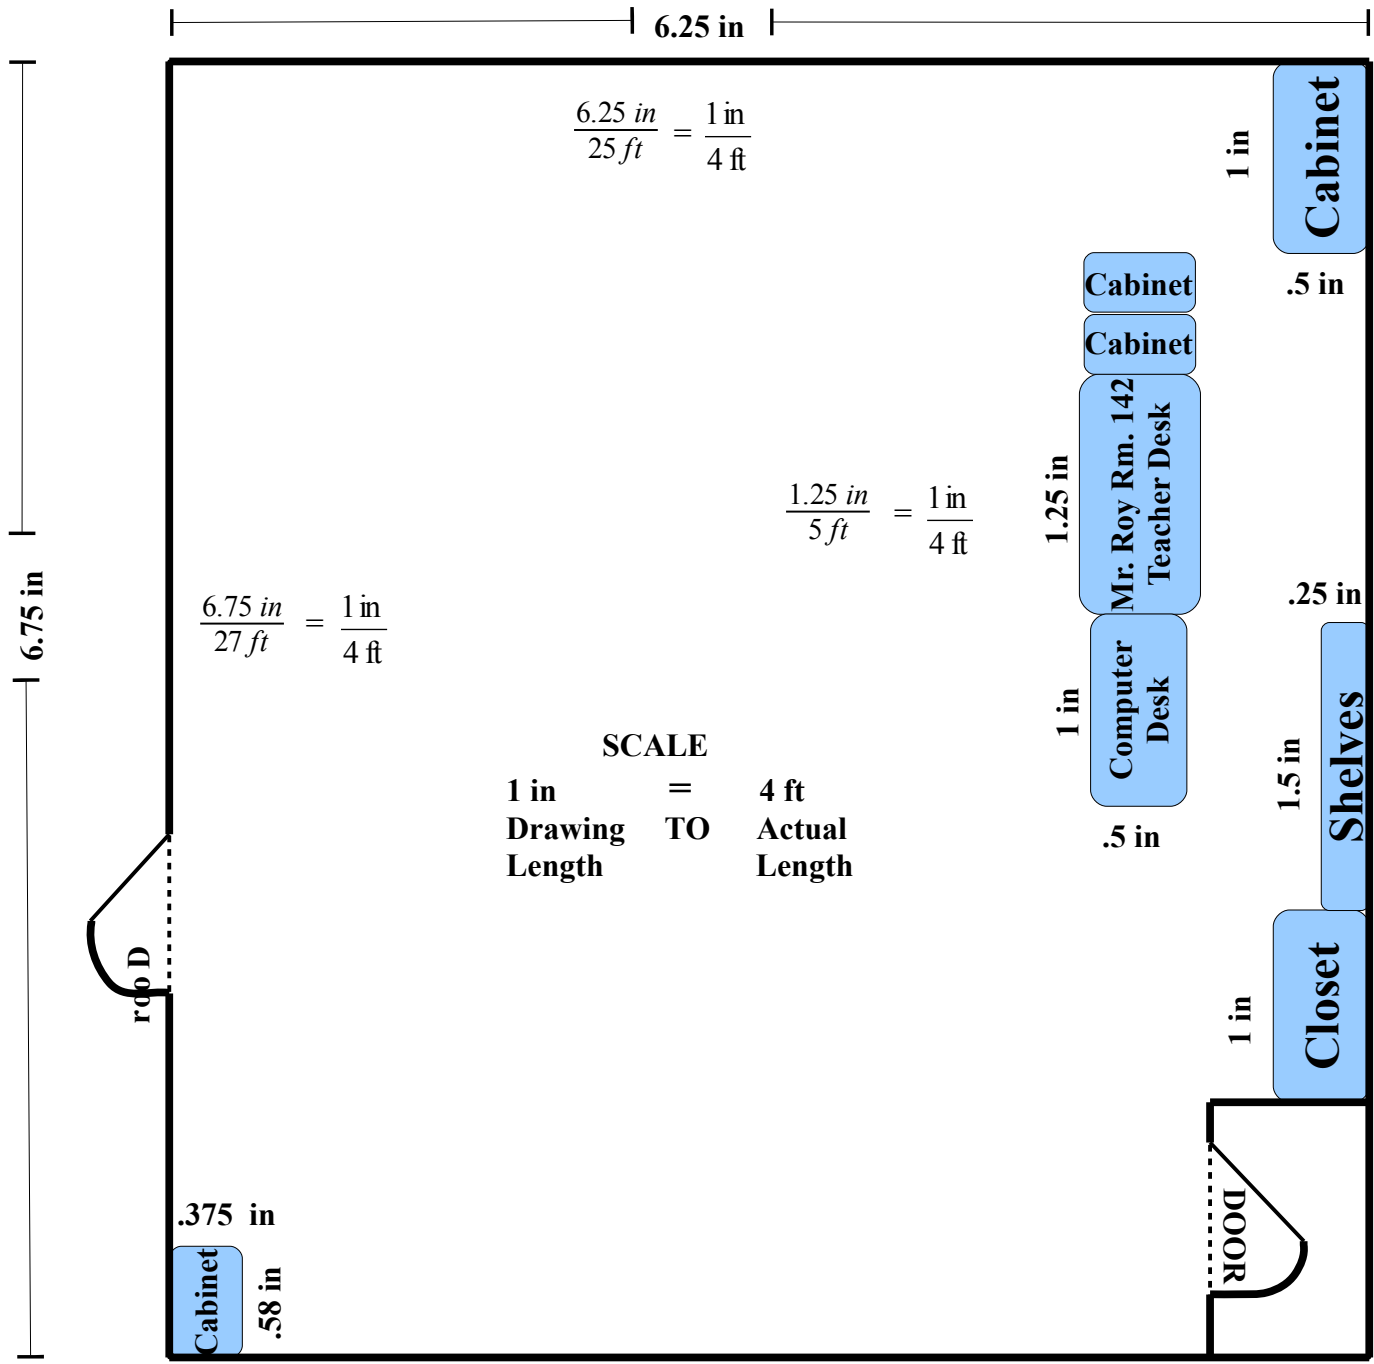 6.25 in
6.25 in
25 ft
=
1 in
4 ft
Cabinet
1 in
.5 in
Cabinet
Cabinet
Mr. Roy Rm. 142
Teacher Desk
1.25 in
1.25 in
5 ft
=
1 in
4 ft
6.75 in
6.75 in
27 ft
=
1 in
4 ft
.25 in
Shelves
1.5 in
Computer
Desk
1 in
.5 in
SCALE
1 in = 4 ft
Drawing TO Actual
Length Length
roo D
Closet
1 in
DOOR
.375 in
Cabinet
.58 in